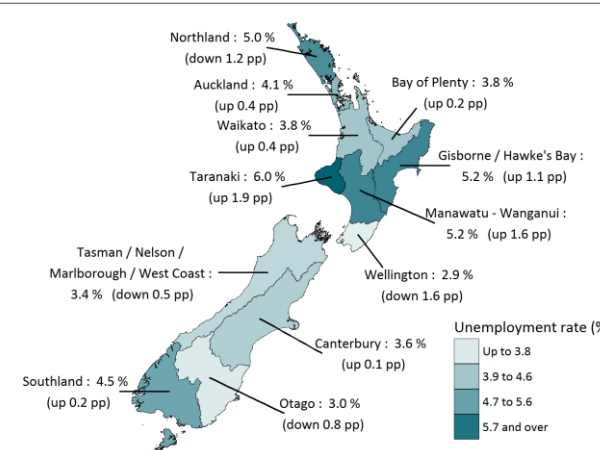 Northland : 5.0 %
(down 1.2 pp)
Auckland : 4.1 %
(up 0.4 pp)
Bay of Plenty : 3.8 %
(up 0.2 pp)
Waikato : 3.8 %
(up 0.4 pp)
Gisborne / Hawke's Bay :
5.2 % (up 1.1 pp)
Taranaki : 6.0 %
(up 1.9 pp)
Manawatu - Wanganui :
5.2 % (up 1.6 pp)
Tasman / Nelson /
Marlborough / West Coast :
3.4 % (down 0.5 pp)
Wellington : 2.9 %
(down 1.6 pp)
Canterbury : 3.6 %
(up 0.1 pp)
Southland : 4.5 %
(up 0.2 pp)
Otago : 3.0 %
(down 0.8 pp)
Unemployment rate (%
Up to 3.8
3.9 to 4.6
4.7 to 5.6
5.7 and over